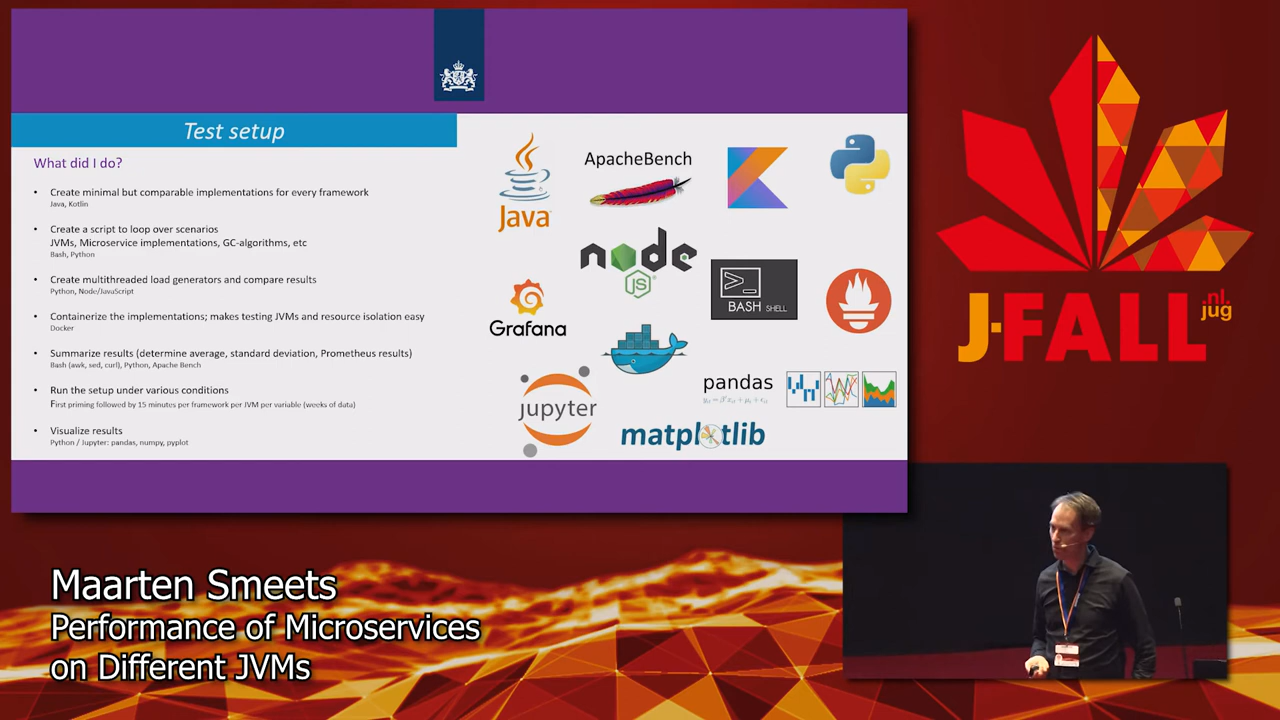 Test setup
What did I do?
• Create minimal but comparable implementations for every framework
Java, Kotlin
• Create a script to loop over scenarios
JVMs, Microservice implementations, GC-algorithms, etc
Bash, Python
• Create multithreaded load generators and compare results
Python, Node/JavaScript
• Containerize the implementations; makes testing JVMs and resource isolation easy
Docker
• Summarize results (determine average, standard deviation, Prometheus results)
Bash (awk, sed, curl), Python, Apache Bench
• Run the setup under various conditions
First priming followed by 15 minutes per framework per JVM per variable (weeks of data)
• Visualize results
Python / Jupyter: pandas, numpy, pyplot
Java
ApacheBench
node
JS
BASH SHELL
Grafana
jupyter
pandas
matplotlib
J-FALL
nl.
jug
Maarten Smeets
Performance of Microservices
on Different JVMs